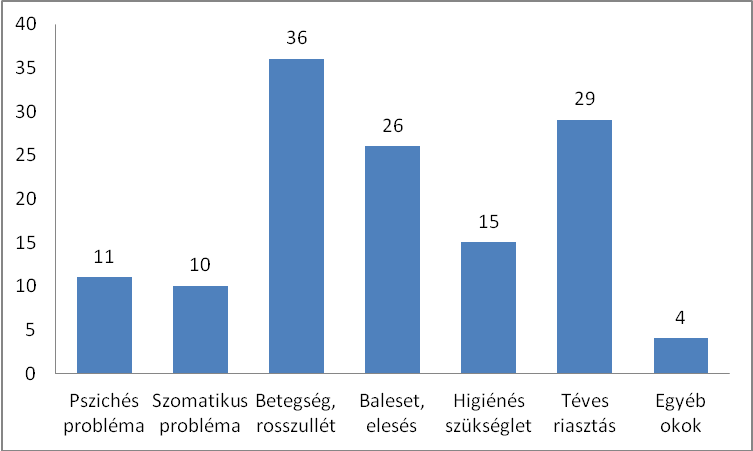 40
35
30
25
20
15
10
5
0
11
10
36
26
15
29
4
Pszichés
probléma
Szomatikus
probléma
Betegség,
rosszullét
Baleset,
elesés
Higiénés
szükséglet
Téves
riasztás
Egyéb
okok